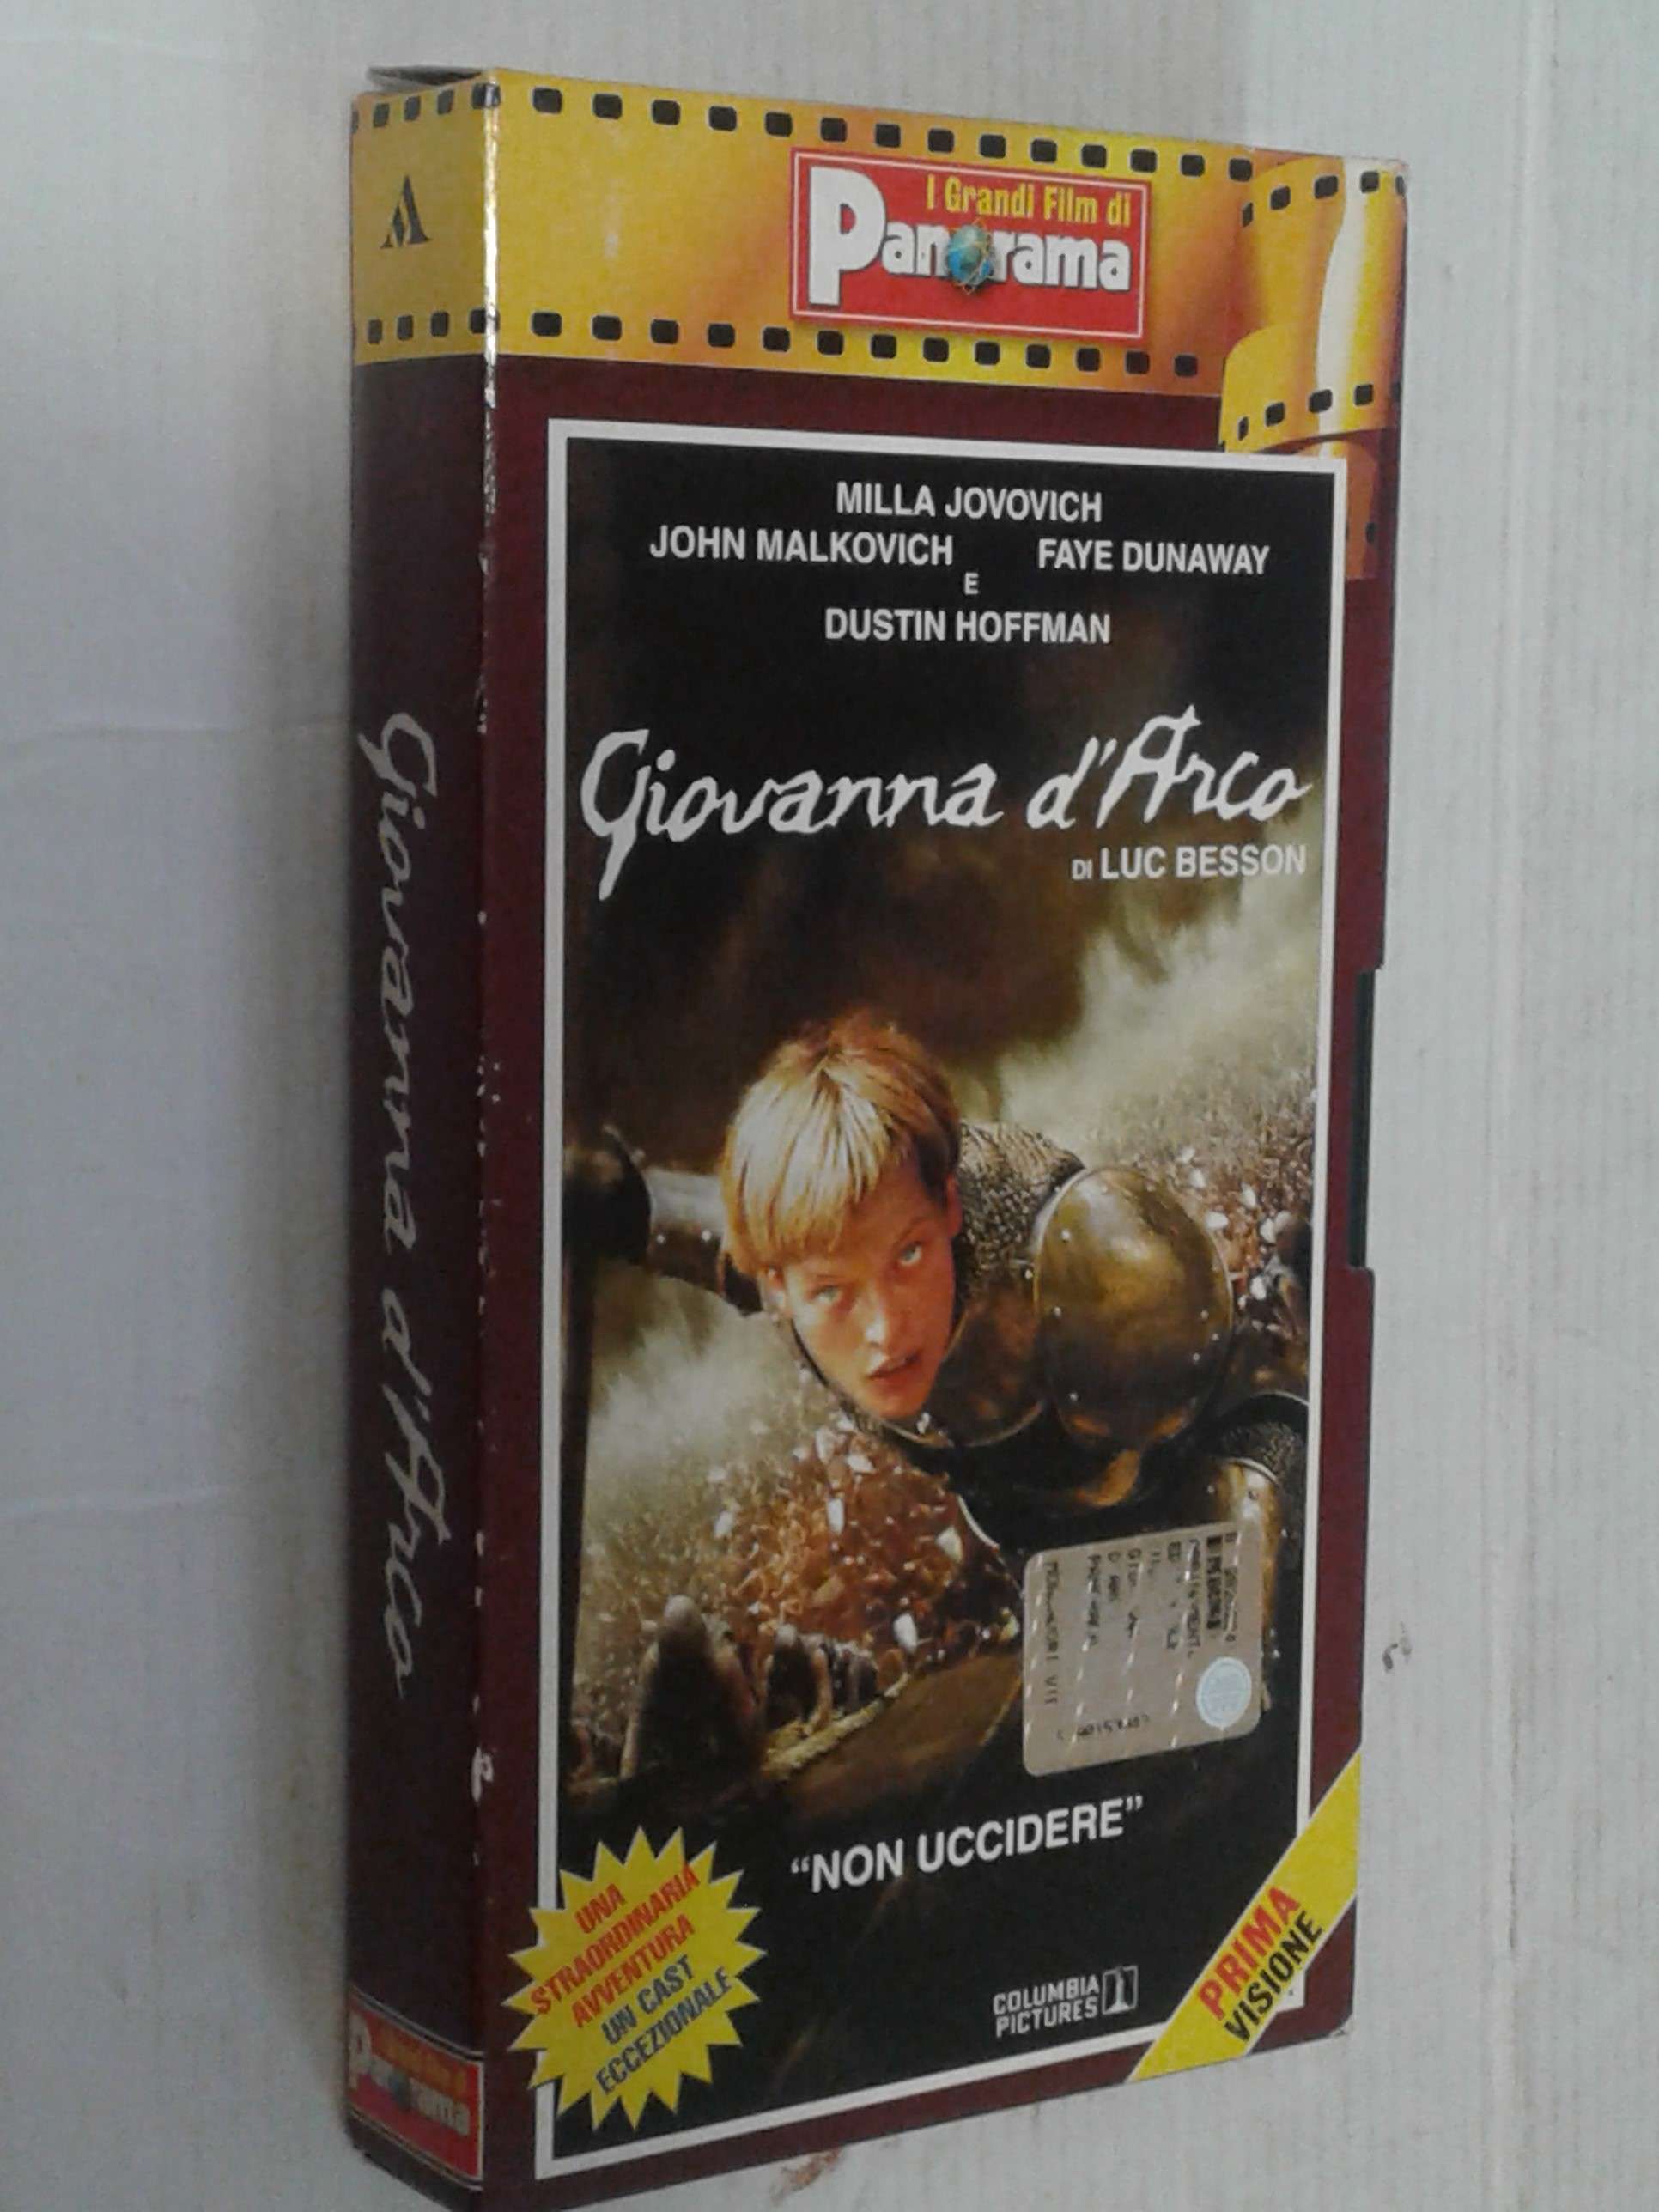 I Grandi Film di
Panorama
MILLA JOVOVICH
JOHN MALKOVICH FAYE DUNAWAY
E
DUSTIN HOFFMAN
Giovanna d'Arco
DI LUC BESSON
"NON UCCIDERE"
UNA
STRAORDINARIA
AVVENTURA
UN CAST
ECCEZIONALE
COLUMBIA
PICTURES
PRIMA
VISIONE
Giovanna d'Arco
Panorama